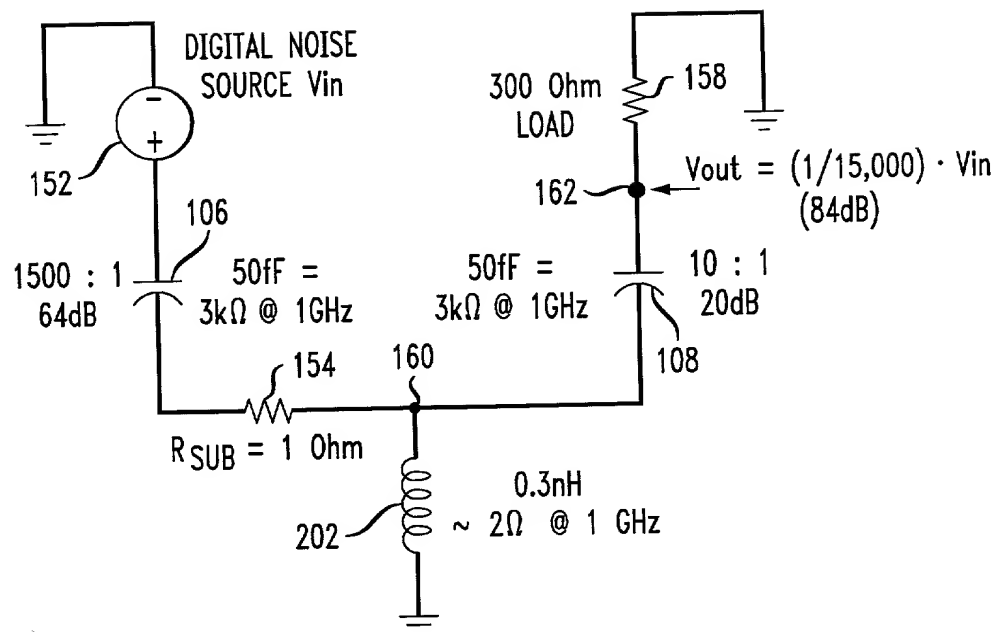 DIGITAL NOISE
SOURCE Vin
-
+
152
300 Ohm
LOAD
158
162
Vout = (1/15,000) · Vin
(84dB)
106
1500 : 1
64dB
50fF =
3kΩ @ 1GHz
50fF =
3kΩ @ 1GHz
10 : 1
20dB
108
154
160
RSUB = 1 Ohm
202
0.3nH
~ 2Ω @ 1 GHz